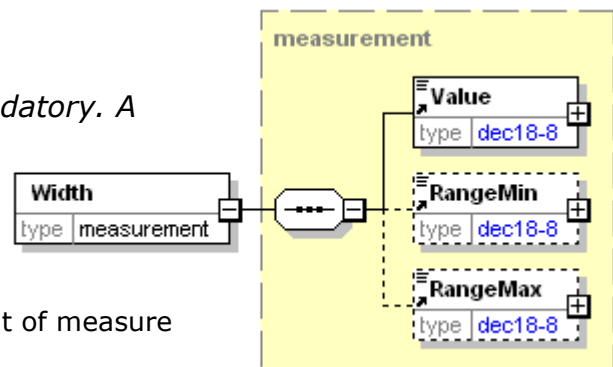 measurement
datory. A
Value
type dec18-8
Width
type measurement
RangeMin
type dec18-8
RangeMax
type dec18-8
t of measure